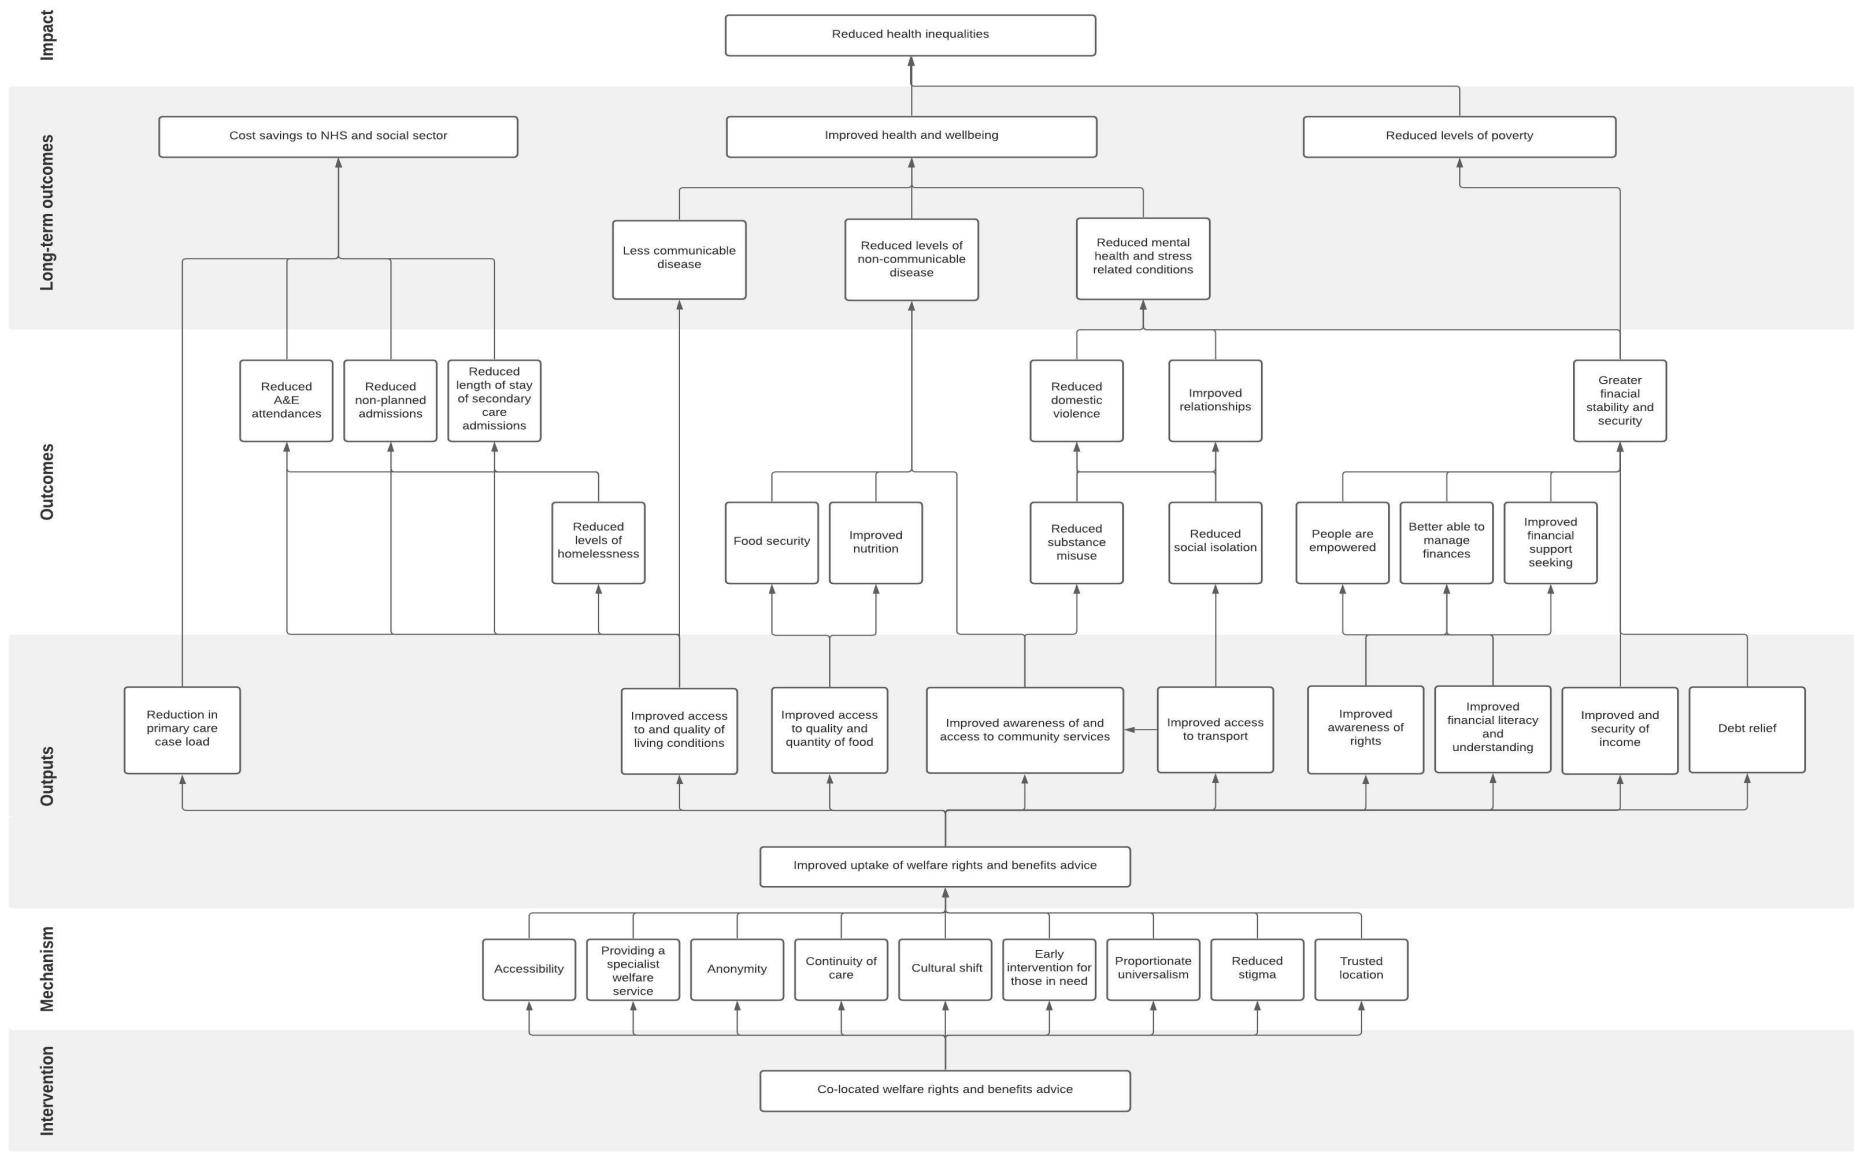 Impact
Reduced health inequalities
Long-term outcomes
Cost savings to NHS and social sector
Improved health and wellbeing
Reduced levels of poverty
Less communicable
disease
Reduced levels of
non-communicable
disease
Reduced mental
health and stress
related conditions
Outcomes
Reduced
A&E
attendances
Reduced
non-planned
admissions
Reduced
length of stay
of secondary
care
admissions
Reduced
domestic
violence
Imrpoved
relationships
Greater
finacial
stability and
security
Reduced
levels of
homelessness
Food security
Improved
nutrition
Reduced
substance
misuse
Reduced
social isolation
People are
empowered
Better able to
manage
finances
Improved
financial
support
seeking
Outputs
Reduction in
primary care
case load
Improved access
to and quality of
living conditions
Improved access
to quality and
quantity of food
Improved awareness of and
access to community services
Improved access
to transport
Improved
awareness of
rights
Improved
financial literacy
and
understanding
Improved and
security of
income
Debt relief
Improved uptake of welfare rights and benefits advice
Mechanism
Accessibility
Providing a
specialist
welfare
service
Anonymity
Continuity of
care
Cultural shift
Early
intervention for
those in need
Proportionate
universalism
Reduced
stigma
Trusted
location
Intervention
Co-located welfare rights and benefits advice